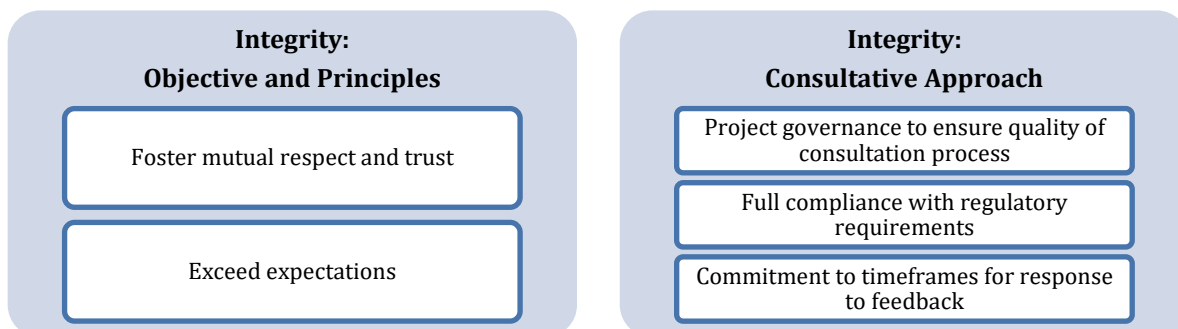 Integrity:
Objective and Principles
Foster mutual respect and trust
Exceed expectations
Integrity:
Consultative Approach
Project governance to ensure quality of
consultation process
Full compliance with regulatory
requirements
Commitment to timeframes for response
to feedback